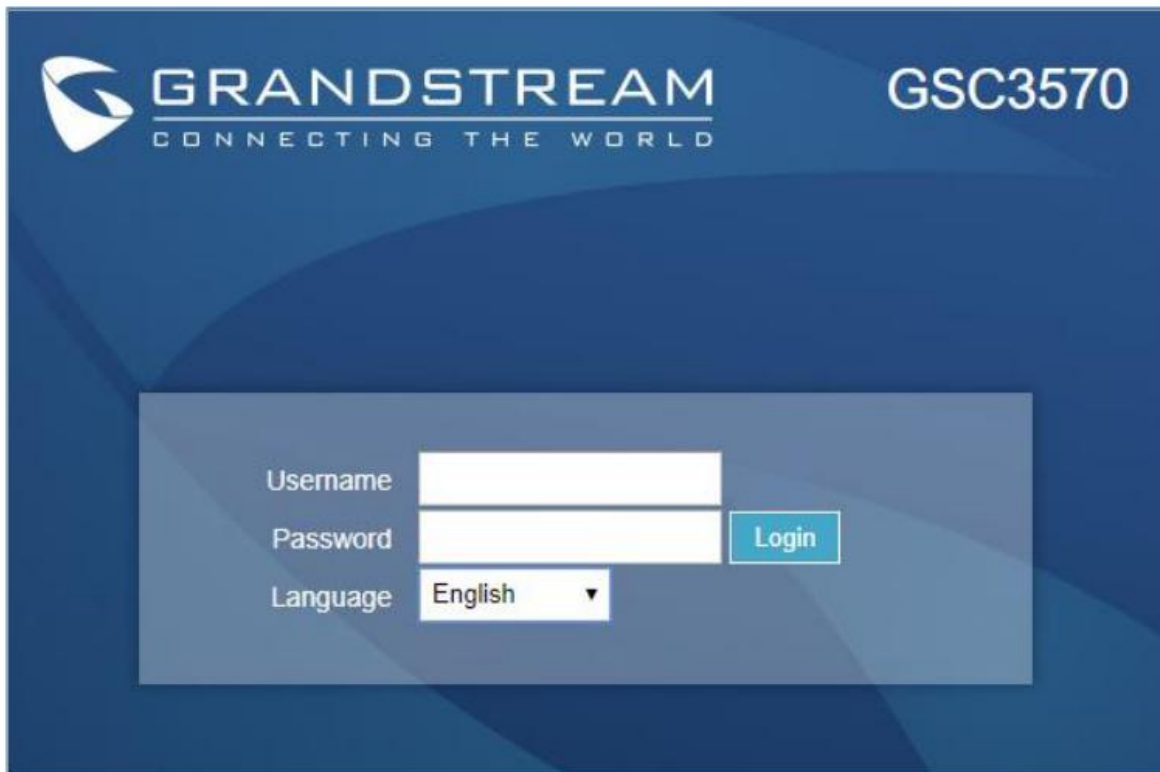 GRANDSTREAM
CONNECTING THE WORLD
GSC3570
Username
Password
Login
Language
English